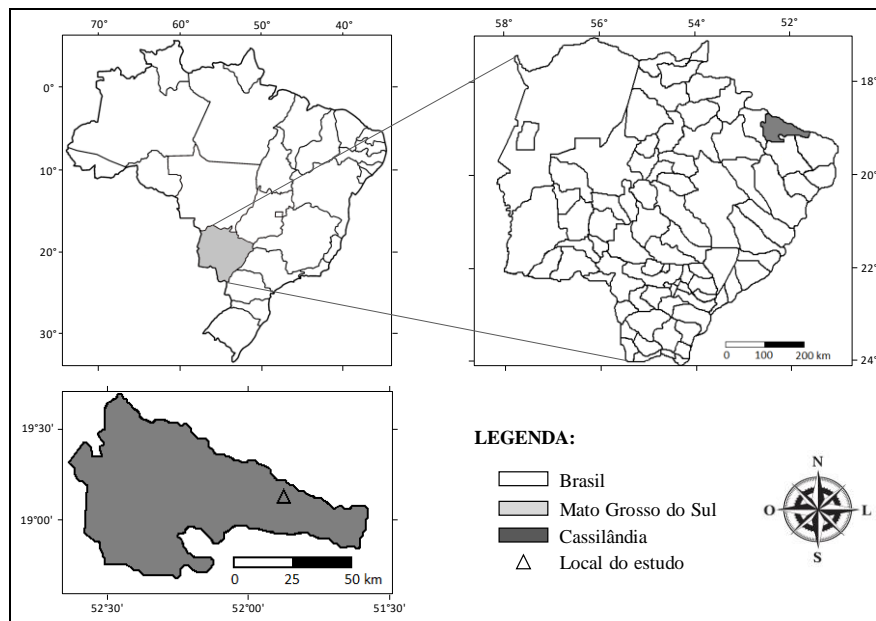 70° 60° 50° 40°
0°
10°
20°
30°
58° 56° 54° 52°
18°
20°
22°
24°
0 100 200 km
19°30'
19°00'
0 25 50 km
52°30' 52°00' 51°30'
LEGENDA:
Brasil
Mato Grosso do Sul
Cassilândia
Local do estudo
N
O L
S